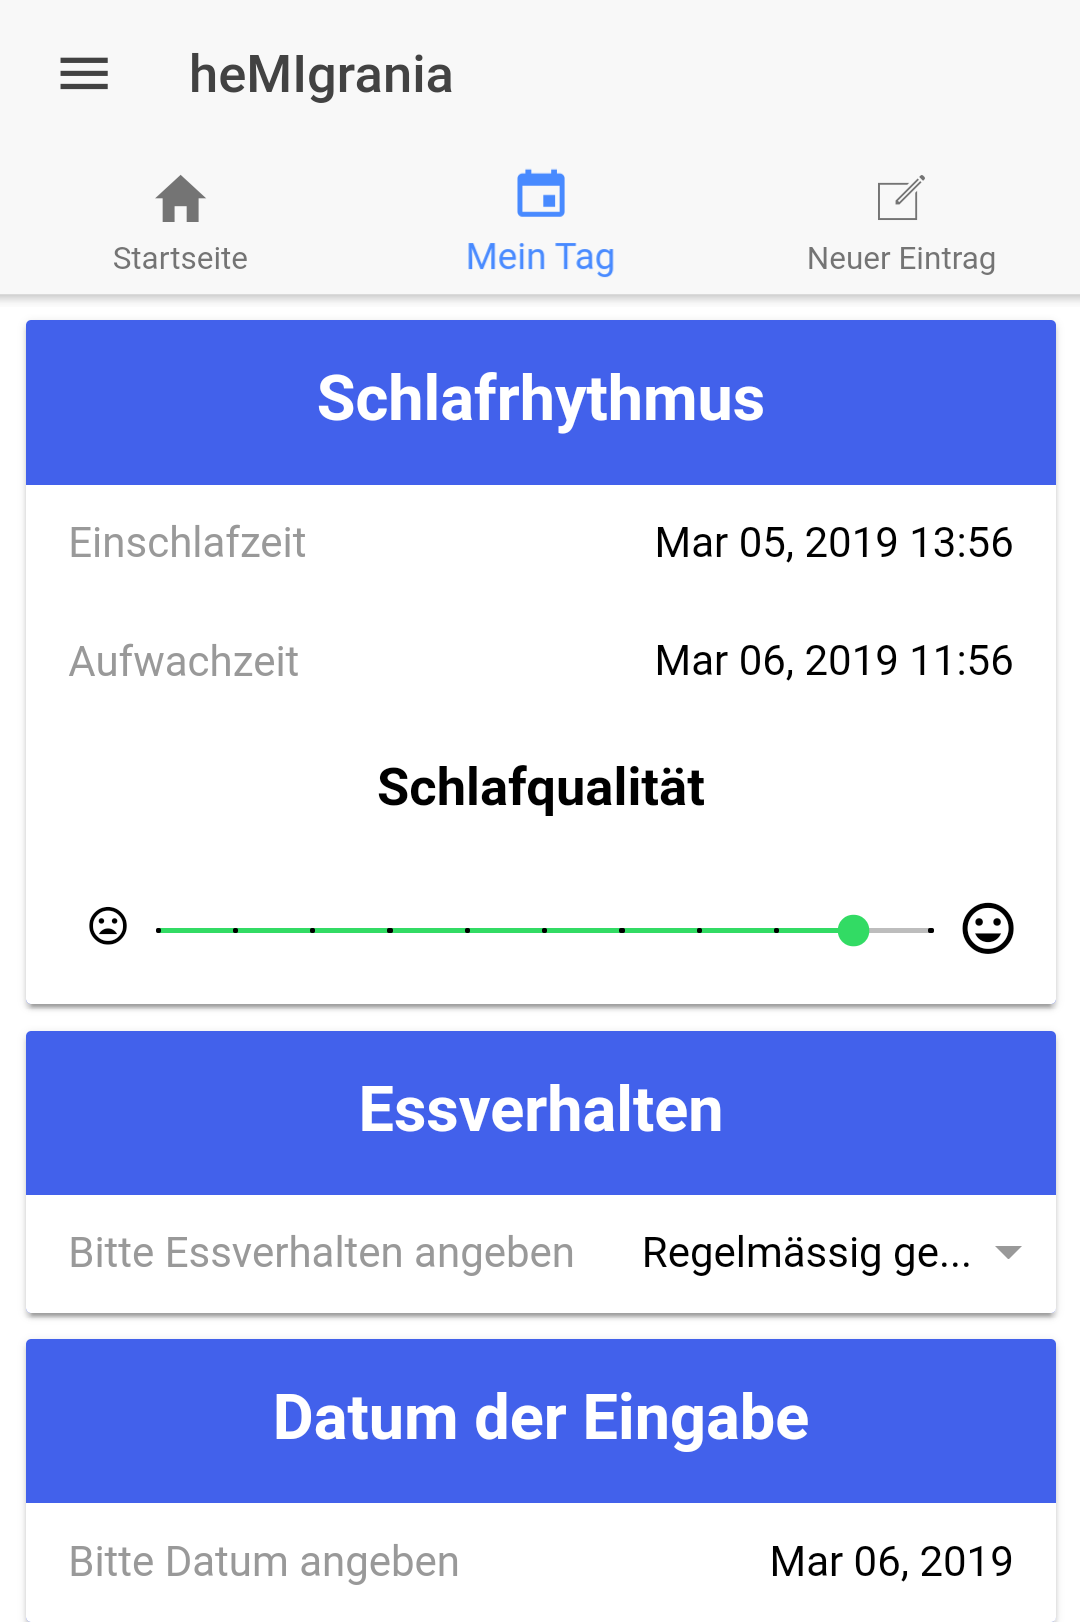 heMIgrania
Startseite
Mein Tag
Neuer Eintrag
Schlafrhythmus
Einschlafzeit Mar 05, 2019 13:56
Aufwachzeit Mar 06, 2019 11:56
Schlafqualität
Essverhalten
Bitte Essverhalten angeben Regelmässig ge...
Datum der Eingabe
Bitte Datum angeben Mar 06, 2019